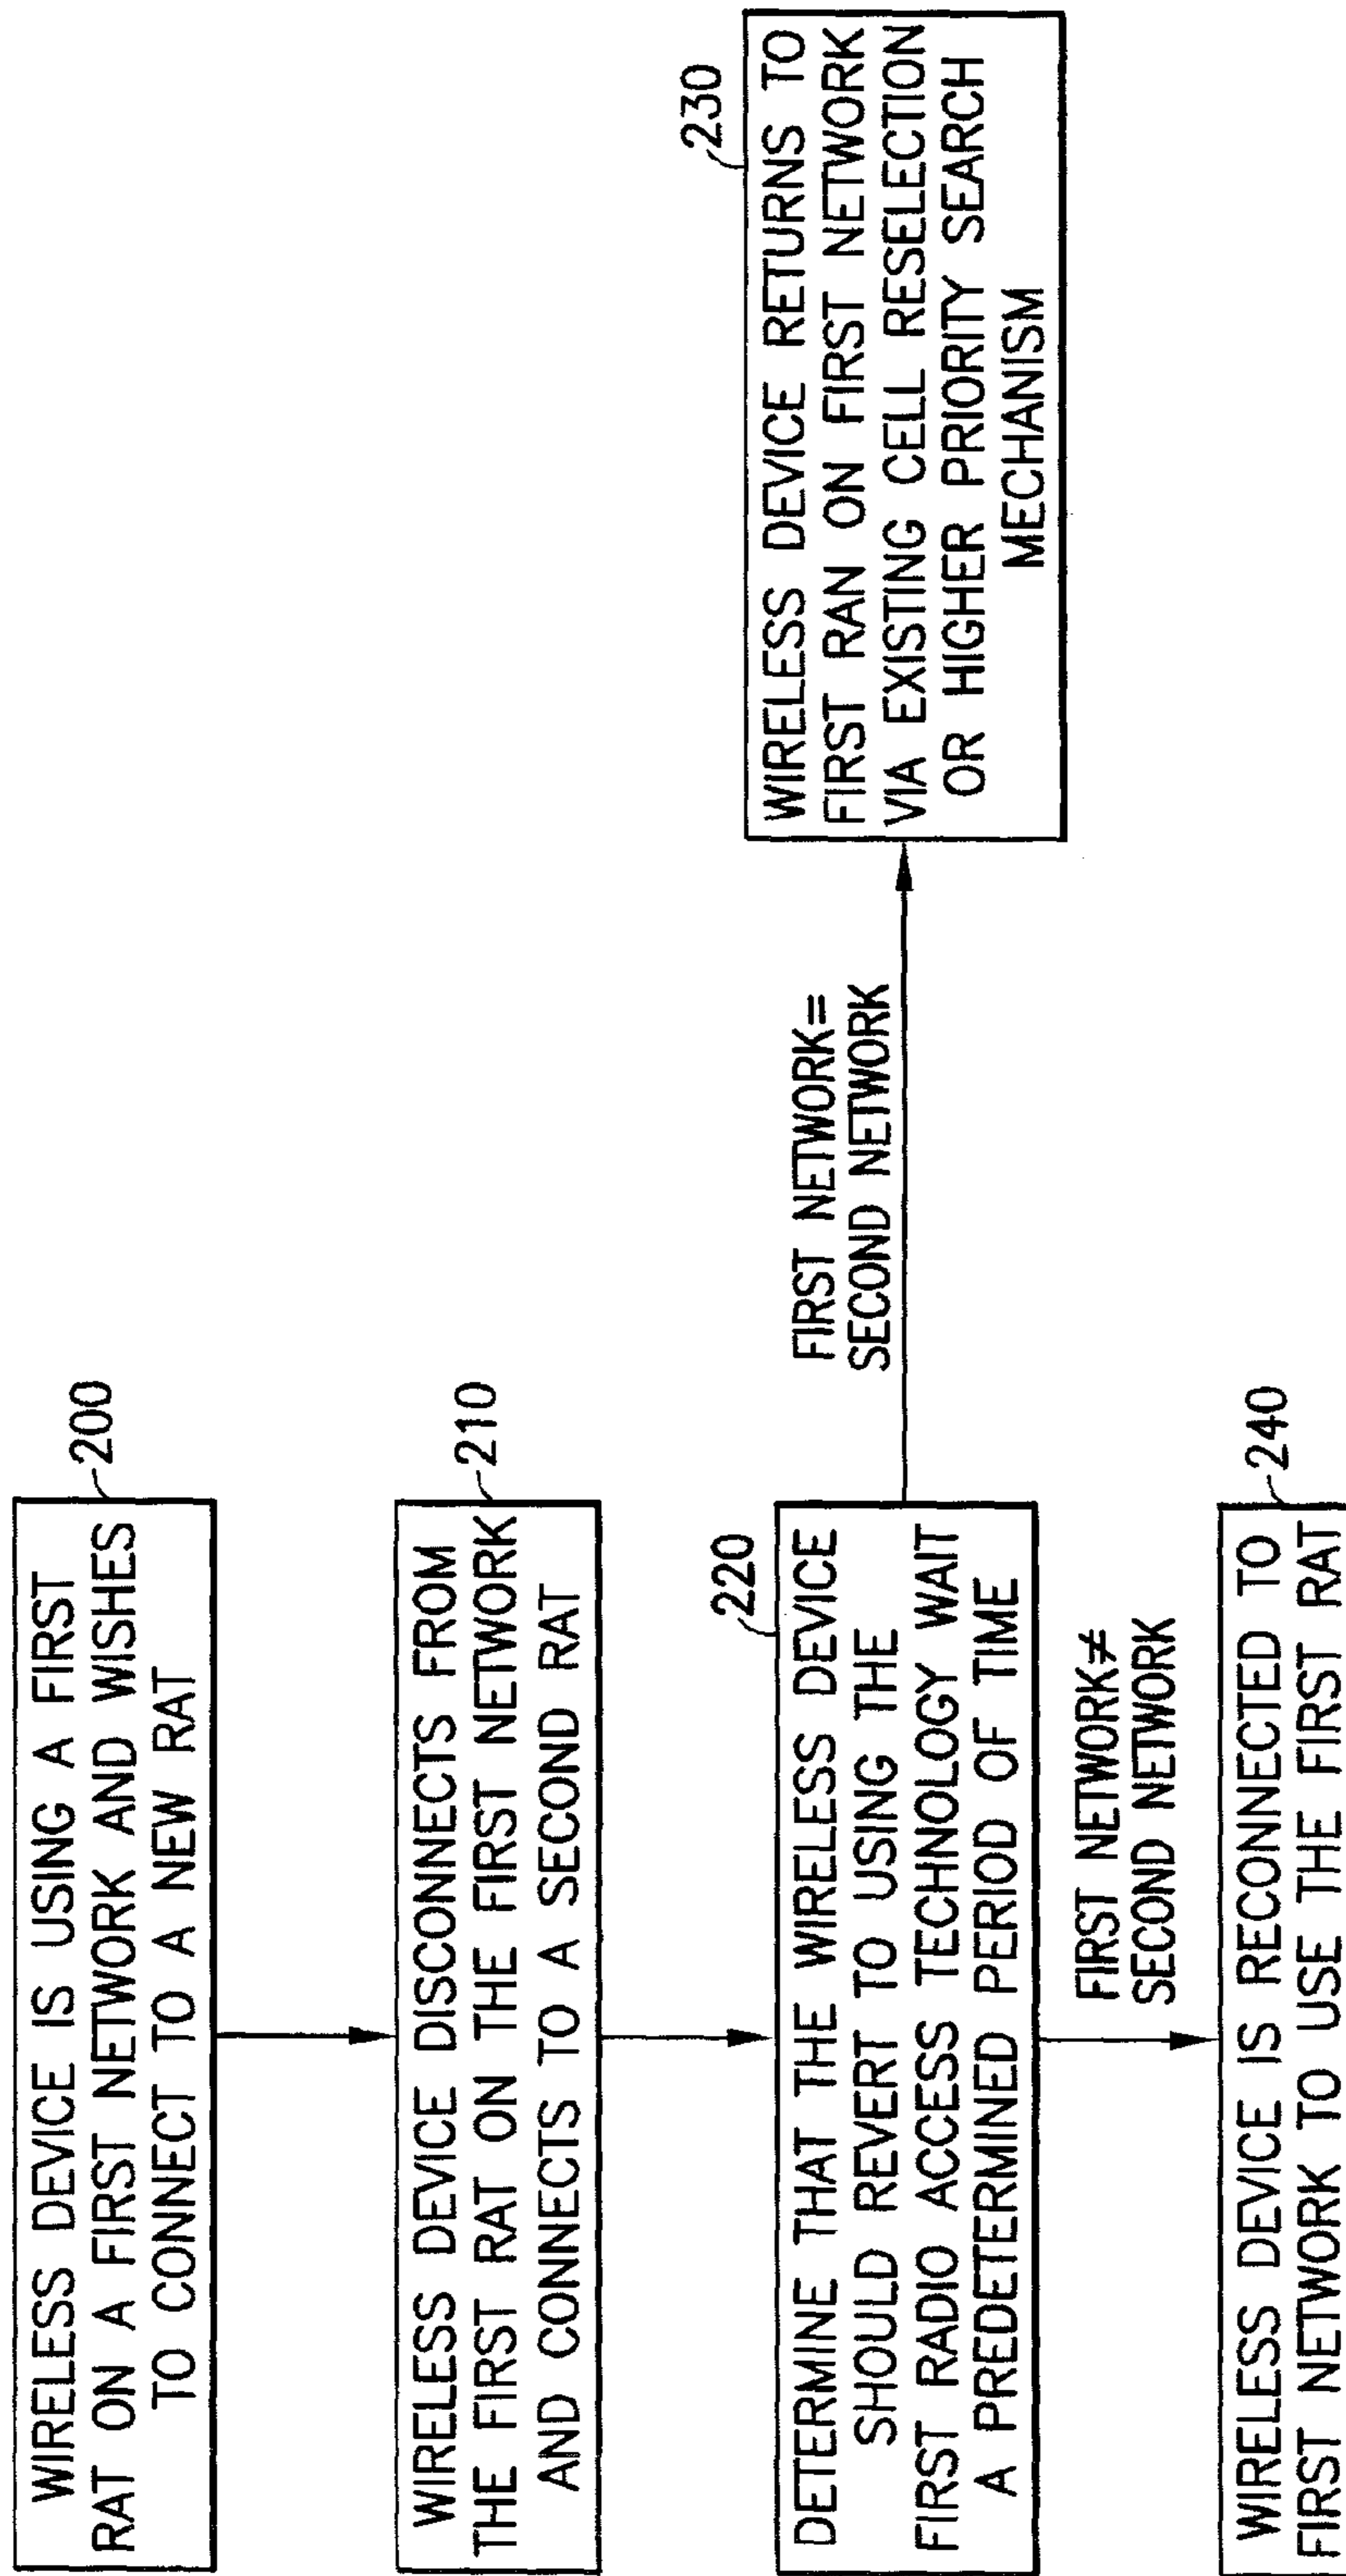 200
WIRELESS DEVICE IS USING A FIRST
RAT ON A FIRST NETWORK AND WISHES
TO CONNECT TO A NEW RAT
210
WIRELESS DEVICE DISCONNECTS FROM
THE FIRST RAT ON THE FIRST NETWORK
AND CONNECTS TO A SECOND RAT
220
DETERMINE THAT THE WIRELESS DEVICE
SHOULD REVERT TO USING THE
FIRST RADIO ACCESS TECHNOLOGY WAIT
A PREDETERMINED PERIOD OF TIME
FIRST NETWORK=
SECOND NETWORK
230
WIRELESS DEVICE RETURNS TO
FIRST RAN ON FIRST NETWORK
VIA EXISTING CELL RESELECTION
OR HIGHER PRIORITY SEARCH
MECHANISM
FIRST NETWORK≠
SECOND NETWORK
240
WIRELESS DEVICE IS RECONNECTED TO
FIRST NETWORK TO USE THE FIRST RAT